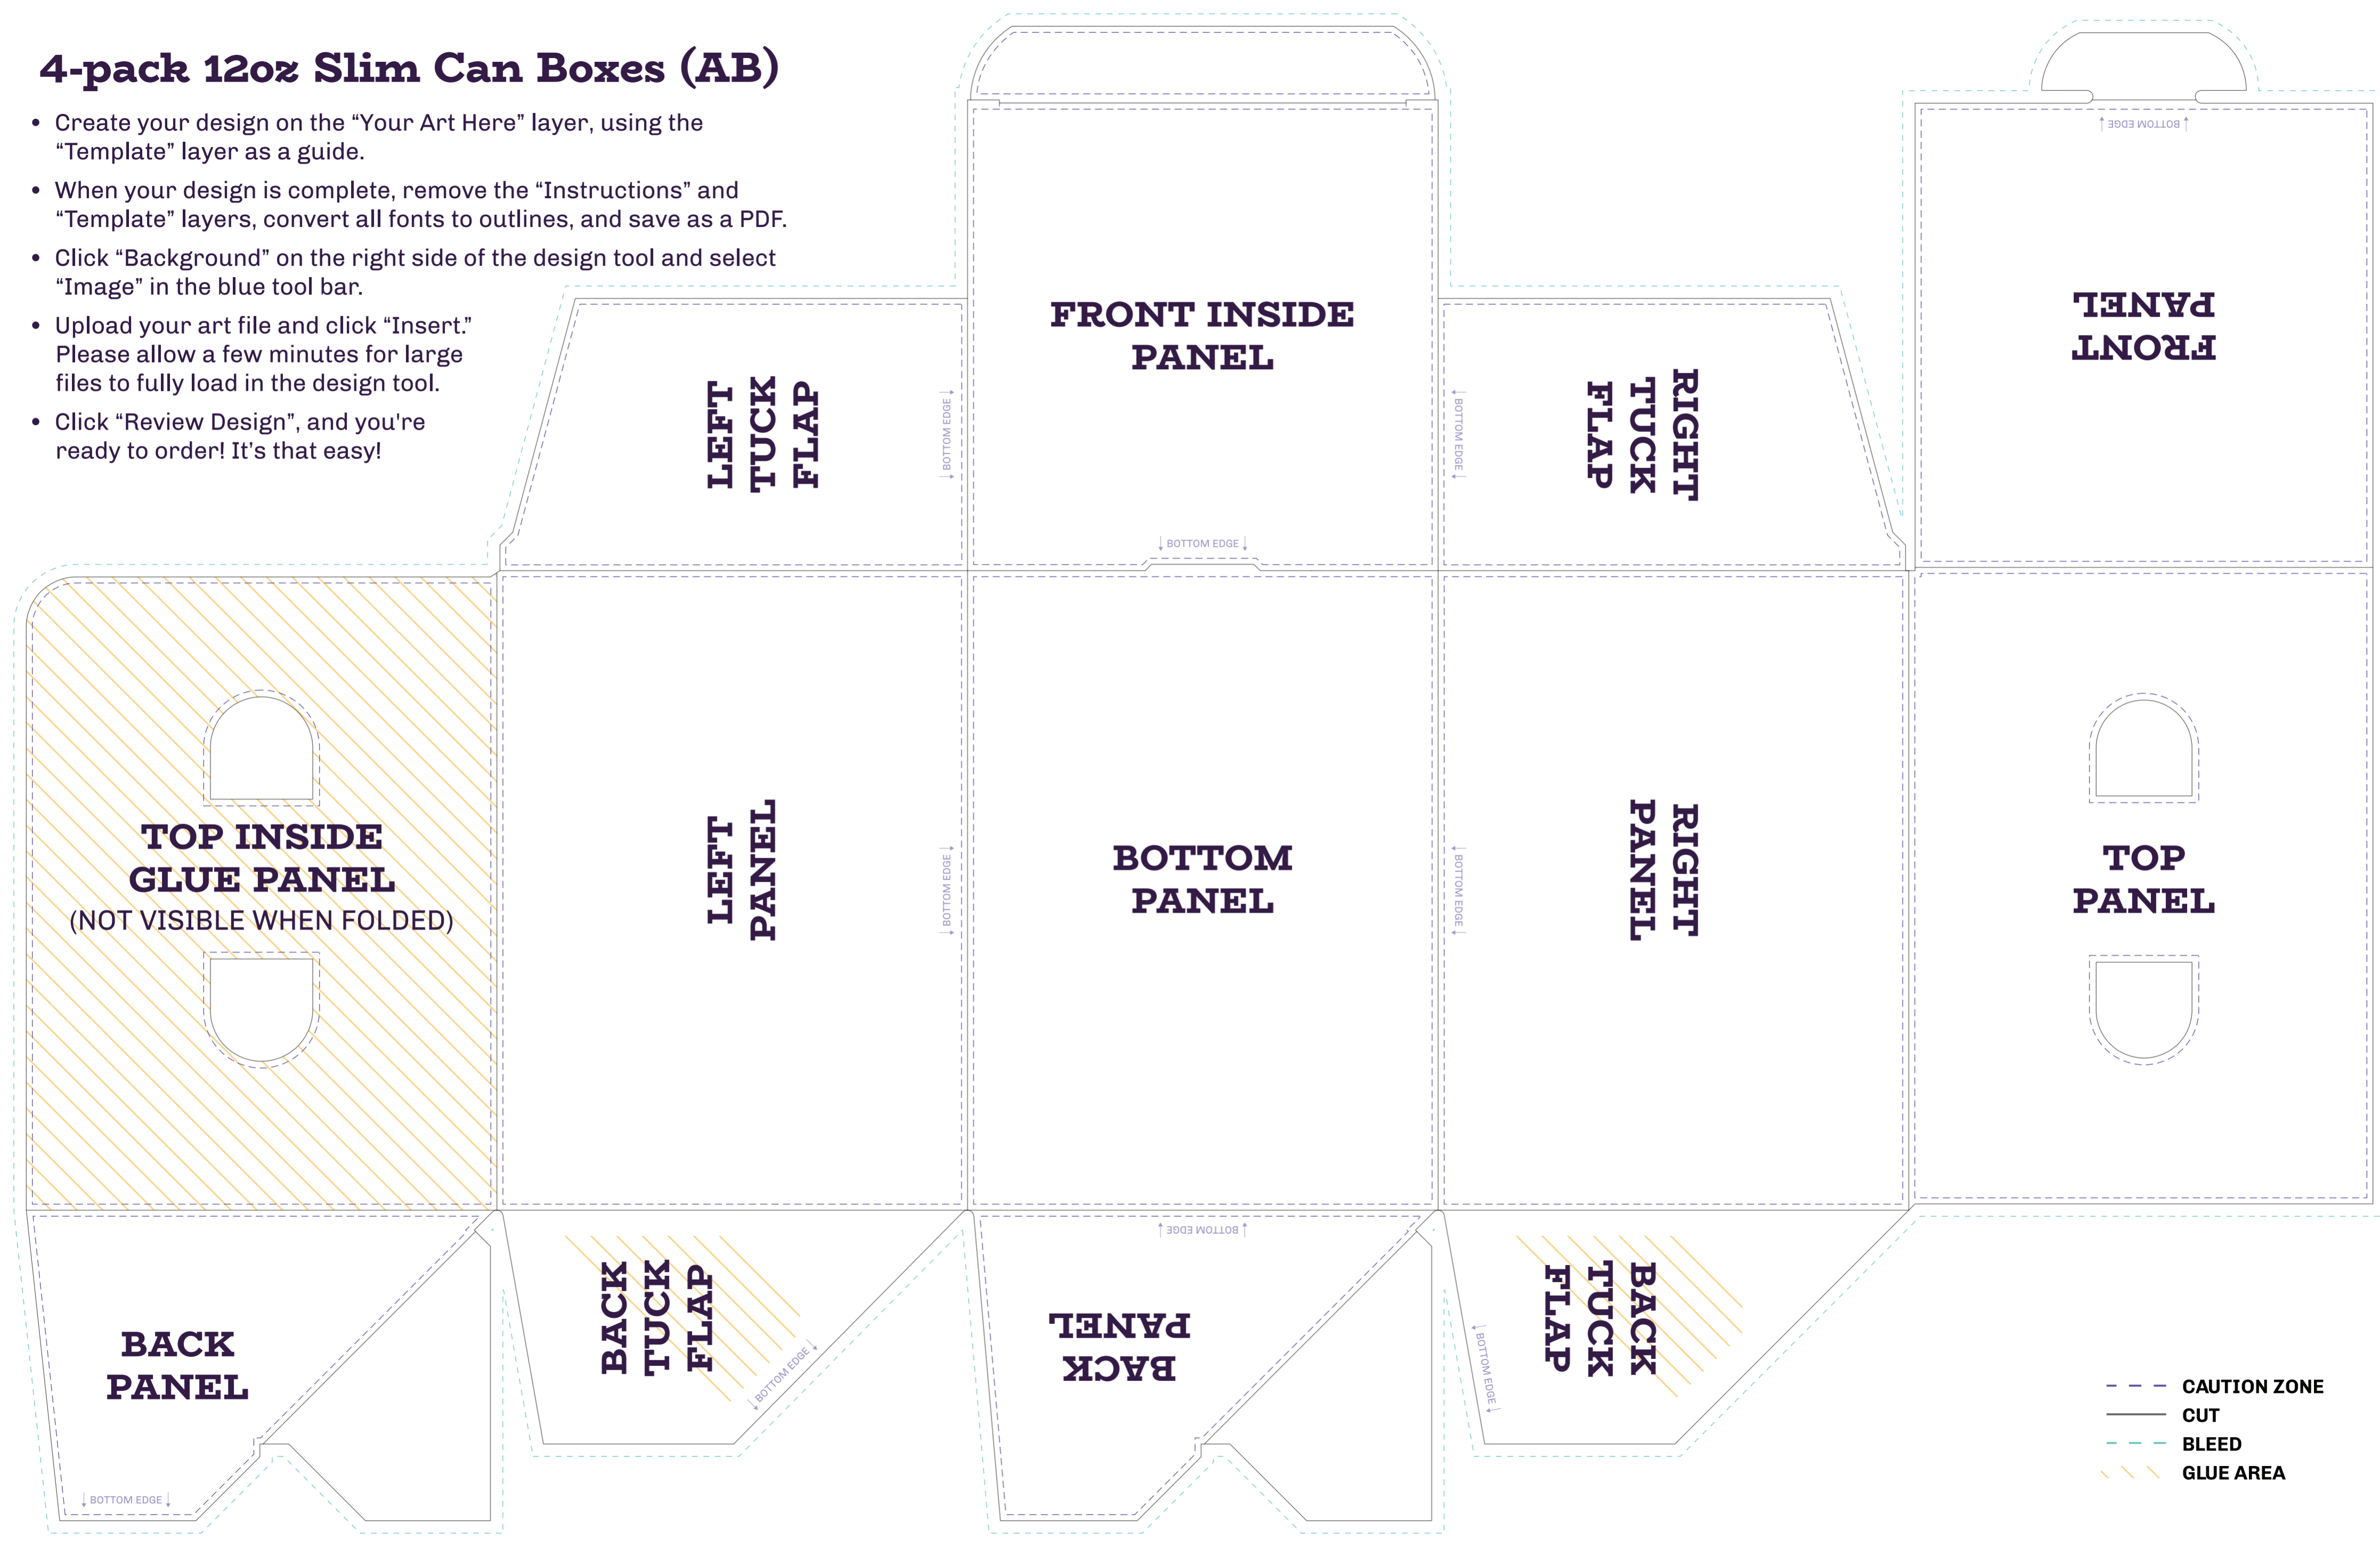 4-pack 12oz Slim Can Boxes (AB)
• Create your design on the “Your Art Here” layer, using the
“Template” layer as a guide.
• When your design is complete, remove the “Instructions” and
“Template” layers, convert all fonts to outlines, and save as a PDF.
• Click “Background” on the right side of the design tool and select
“Image” in the blue tool bar.
• Upload your art file and click “Insert.”
Please allow a few minutes for large
files to fully load in the design tool.
• Click “Review Design”, and you're
ready to order! It’s that easy!
LEFT
TUCK
FLAP
BOTTOM EDGE
FRONT INSIDE
PANEL
BOTTOM EDGE
BOTTOM EDGE
RIGHT
TUCK
FLAP
BOTTOM EDGE
FRONT
PANEL
TOP INSIDE
GLUE PANEL
(NOT VISIBLE WHEN FOLDED)
LEFT
PANEL
BOTTOM EDGE
BOTTOM
PANEL
BOTTOM EDGE
RIGHT
PANEL
TOP
PANEL
BACK
PANEL
BOTTOM EDGE
BACK
TUCK
FLAP
BOTTOM EDGE
BOTTOM EDGE
BACK
PANEL
BOTTOM EDGE
BACK
TUCK
FLAP
CAUTION ZONE
CUT
BLEED
GLUE AREA